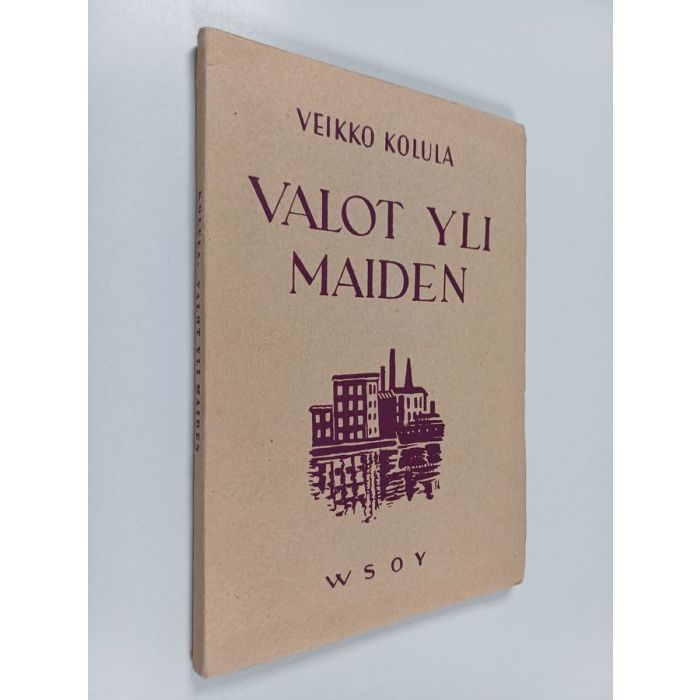 VEIKKO KOLULA
VALOT YLI
MAIDEN
WSOY
KOLULA. VALOT YLI MAIDEN